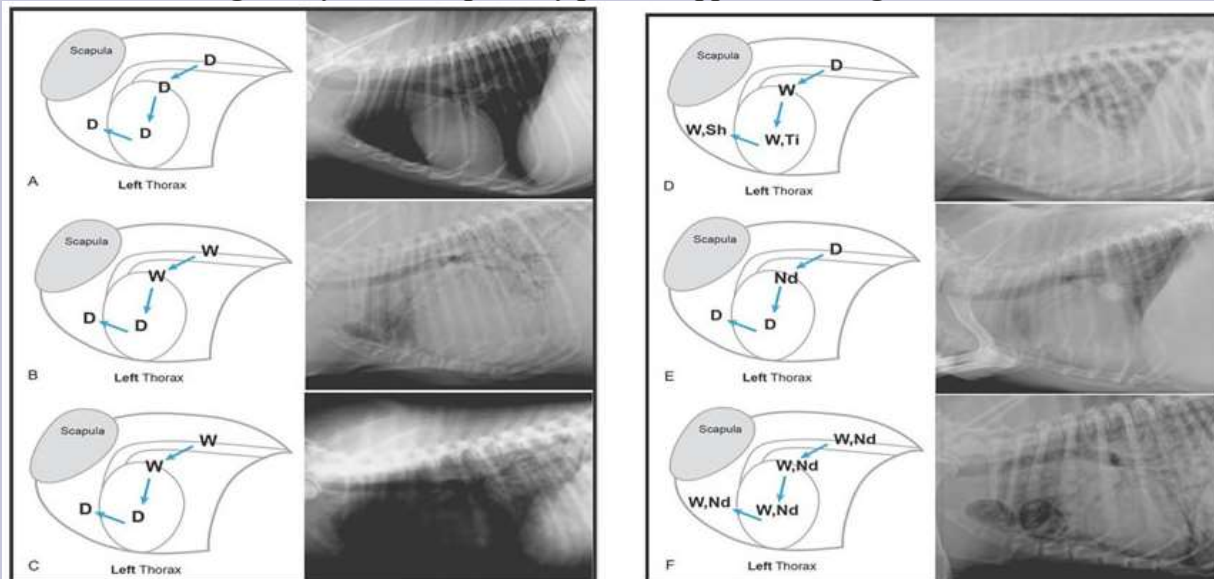 Scapula
D
D
D
D
A
Left Thorax
Scapula
W
W
D
D
B
Left Thorax
Scapula
W
W
D
D
C
Left Thorax
Scapula
D
W
W,Sh
W,Ti
D
Left Thorax
Scapula
D
Nd
D
D
E
Left Thorax
Scapula
W,Nd
W,Nd
W,Nd
W,Nd
F
Left Thorax